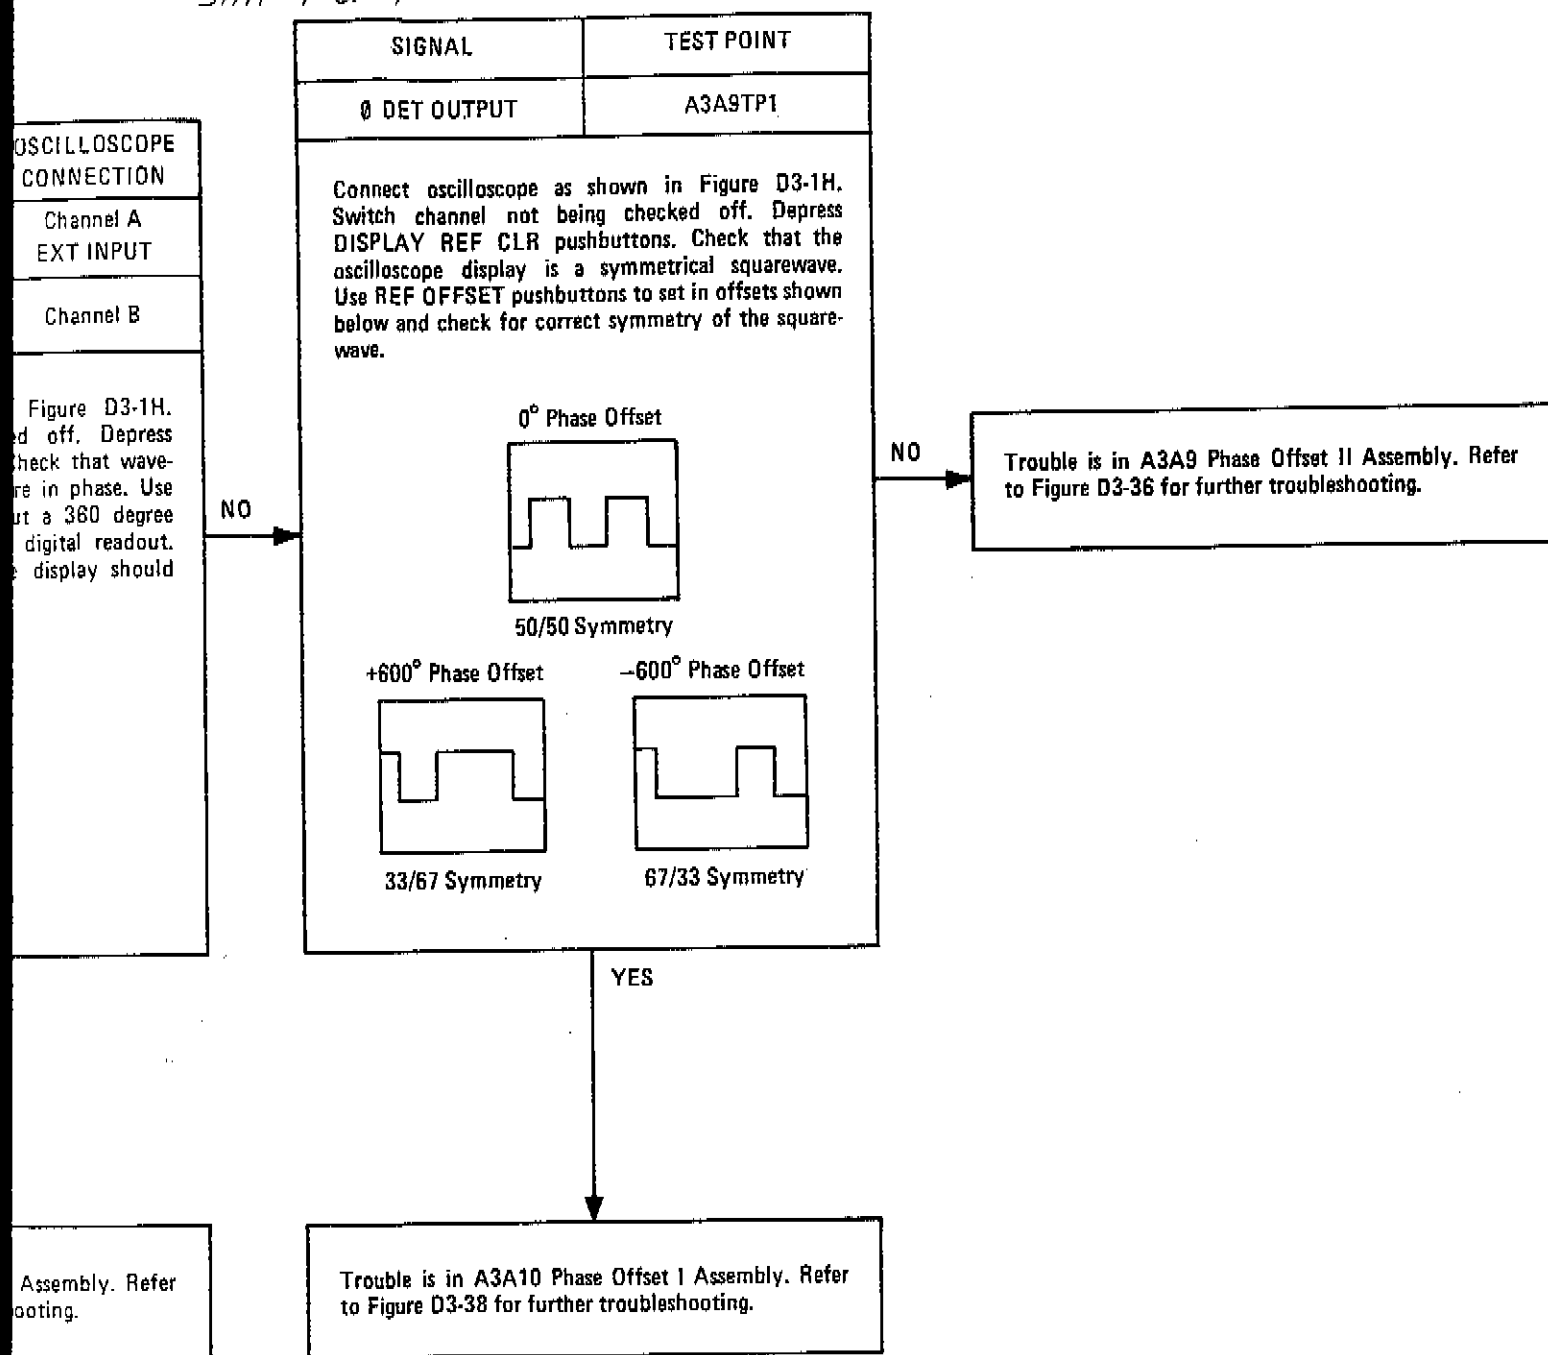 SIGNAL
TEST POINT
Ø DET OUTPUT
A3A9TP1
OSCILLOSCOPE
CONNECTION
Channel A
EXT INPUT
Channel B
Figure D3-1H.
ed off. Depress
Check that wave-
re in phase. Use
ut a 360 degree
digital readout.
display should
NO
Connect oscilloscope as shown in Figure D3-1H.
Switch channel not being checked off. Depress
DISPLAY REF CLR pushbuttons. Check that the
oscilloscope display is a symmetrical squarewave.
Use REF OFFSET pushbuttons to set in offsets shown
below and check for correct symmetry of the square-
wave.
0° Phase Offset
50/50 Symmetry
+600° Phase Offset
33/67 Symmetry
−600° Phase Offset
67/33 Symmetry
NO
Trouble is in A3A9 Phase Offset II Assembly. Refer
to Figure D3-36 for further troubleshooting.
YES
Assembly. Refer
ooting.
Trouble is in A3A10 Phase Offset I Assembly. Refer
to Figure D3-38 for further troubleshooting.